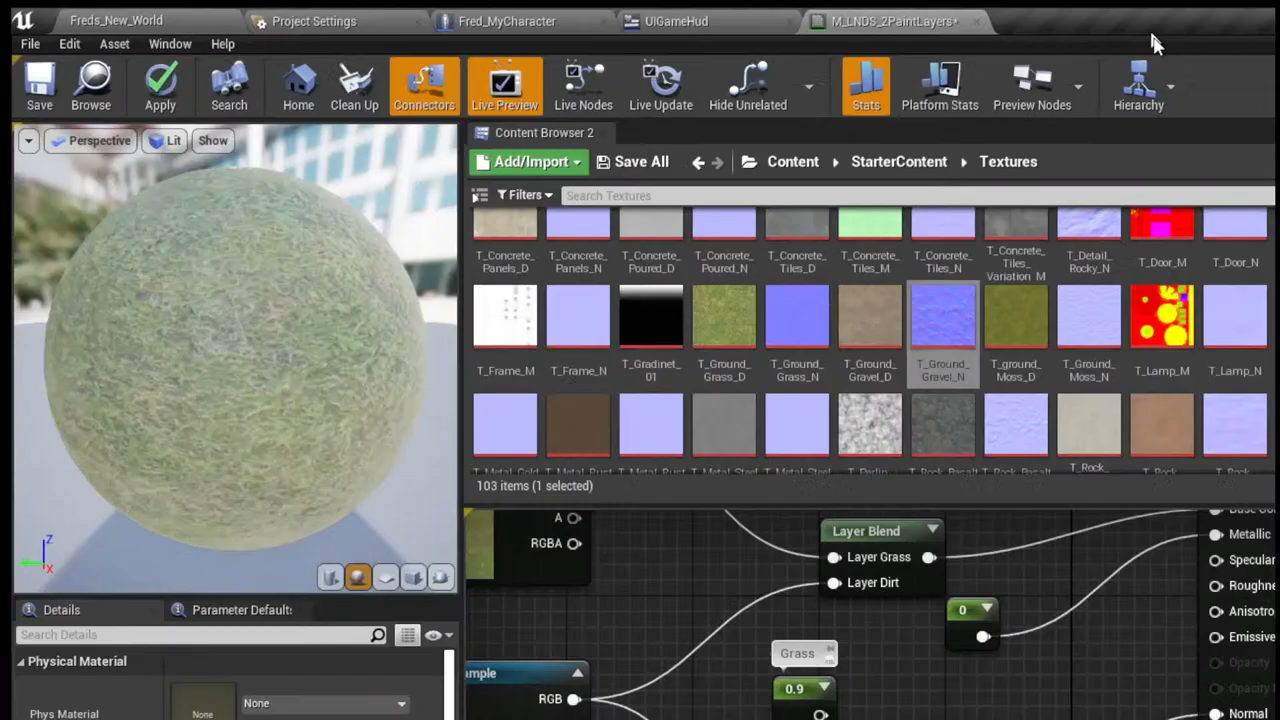 Freds_New_World
Project Settings
Fred_MyCharacter
UIGameHud
M_LNDS_2PaintLayers*
File Edit Asset Window Help
Save Browse Apply Search Home Clean Up Connectors Live Preview Live Nodes Live Update Hide Unrelated Stats Platform Stats Preview Nodes Hierarchy
Perspective Lit Show
Content Browser 2
Add/Import Save All Content StarterContent Textures
Filters Search Textures
T_Concrete_Panels_D
T_Concrete_Panels_N
T_Concrete_Poured_D
T_Concrete_Poured_N
T_Concrete_Tiles_D
T_Concrete_Tiles_M
T_Concrete_Tiles_N
T_Concrete_Tiles_Variation_M
T_Detail_Rocky_N
T_Door_M
T_Door_N
T_Frame_M
T_Frame_N
T_Gradinet_01
T_Ground_Grass_D
T_Ground_Grass_N
T_Ground_Gravel_D
T_Ground_Gravel_N
T_ground_Moss_D
T_Ground_Moss_N
T_Lamp_M
T_Lamp_N
T_Metal_Gold
T_Metal_Rust
T_Metal_Rust
T_Metal_Steel
T_Metal_Steel
T_Perlin
T_Rock_Basalt
T_Rock_Basalt
T_Rock_
T_Rock
T_Rock
103 items (1 selected)
A
RGBA
Layer Blend
Layer Grass
Layer Dirt
0
Grass
0.9
ample
RGB
Base Co
Metallic
Specular
Roughne
Anisotro
Emissive
Opacity
Opacity
Normal
Z
X
Details
Parameter Default:
Search Details
Physical Material
Phys Material
None
None